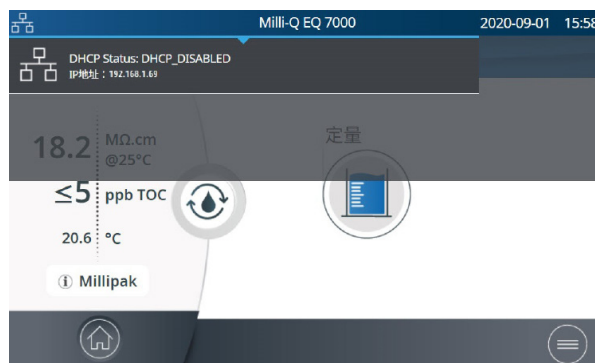 Milli-Q EQ 7000 2020-09-01 15:58
DHCP Status: DHCP_DISABLED
IP地址：192.168.1.69
18.2 MΩ.cm
@25°C
定量
≤5 ppb TOC
20.6 °C
Millipak